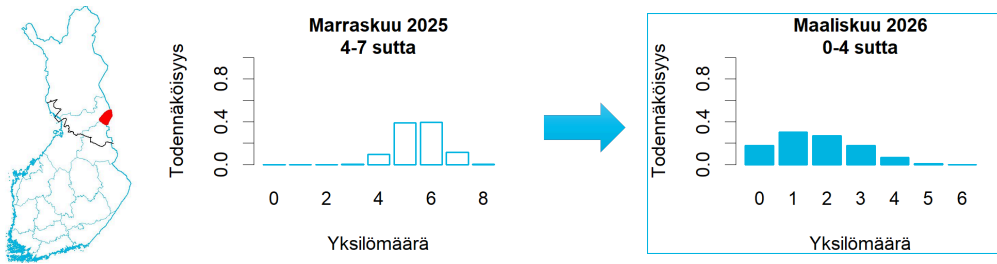 Marraskuu 2025
4-7 sutta
Todennäköisyys
0.8
0.4
0.0
0 2 4 6 8
Yksilömäärä
Maaliskuu 2026
0-4 sutta
Todennäköisyys
0.8
0.4
0.0
0 1 2 3 4 5 6
Yksilömäärä